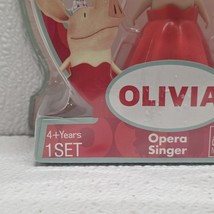 OLIVIA
4+Years
1SET
Opera
Singer